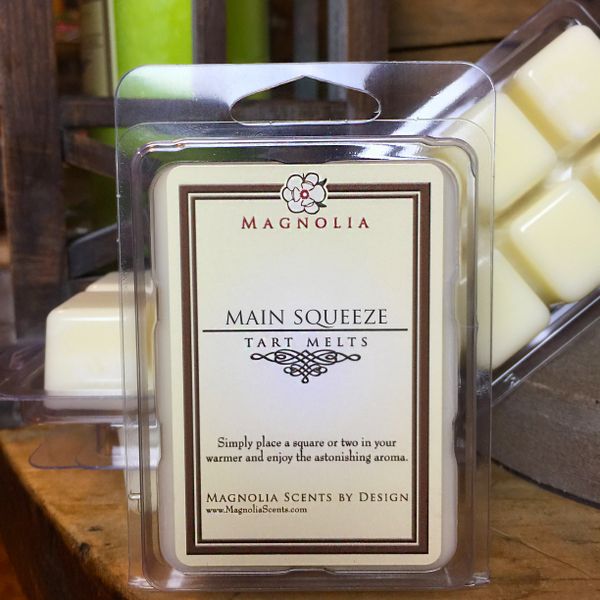 MAGNOLIA
MAIN SQUEEZE
TART MELTS
Simply place a square or two in your
warmer and enjoy the astonishing aroma.
MAGNOLIA SCENTS BY DESIGN
www.MagnoliaScents.com